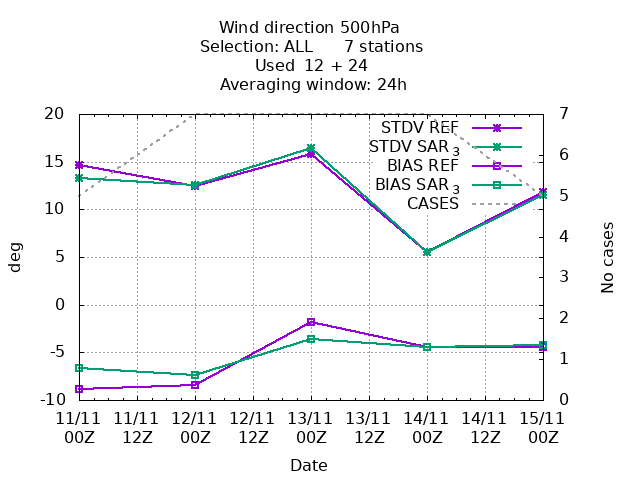 Wind direction 500hPa
Selection: ALL 7 stations
Used 12 + 24
Averaging window: 24h
20
15
10
5
0
-5
-10
deg
7
6
5
4
3
2
1
0
No cases
STDV REF
STDV SAR 3
BIAS REF
BIAS SAR 3
CASES
11/11 11/11 12/11 12/11 13/11 13/11 14/11 14/11 15/11
00Z 12Z 00Z 12Z 00Z 12Z 00Z 12Z 00Z
Date